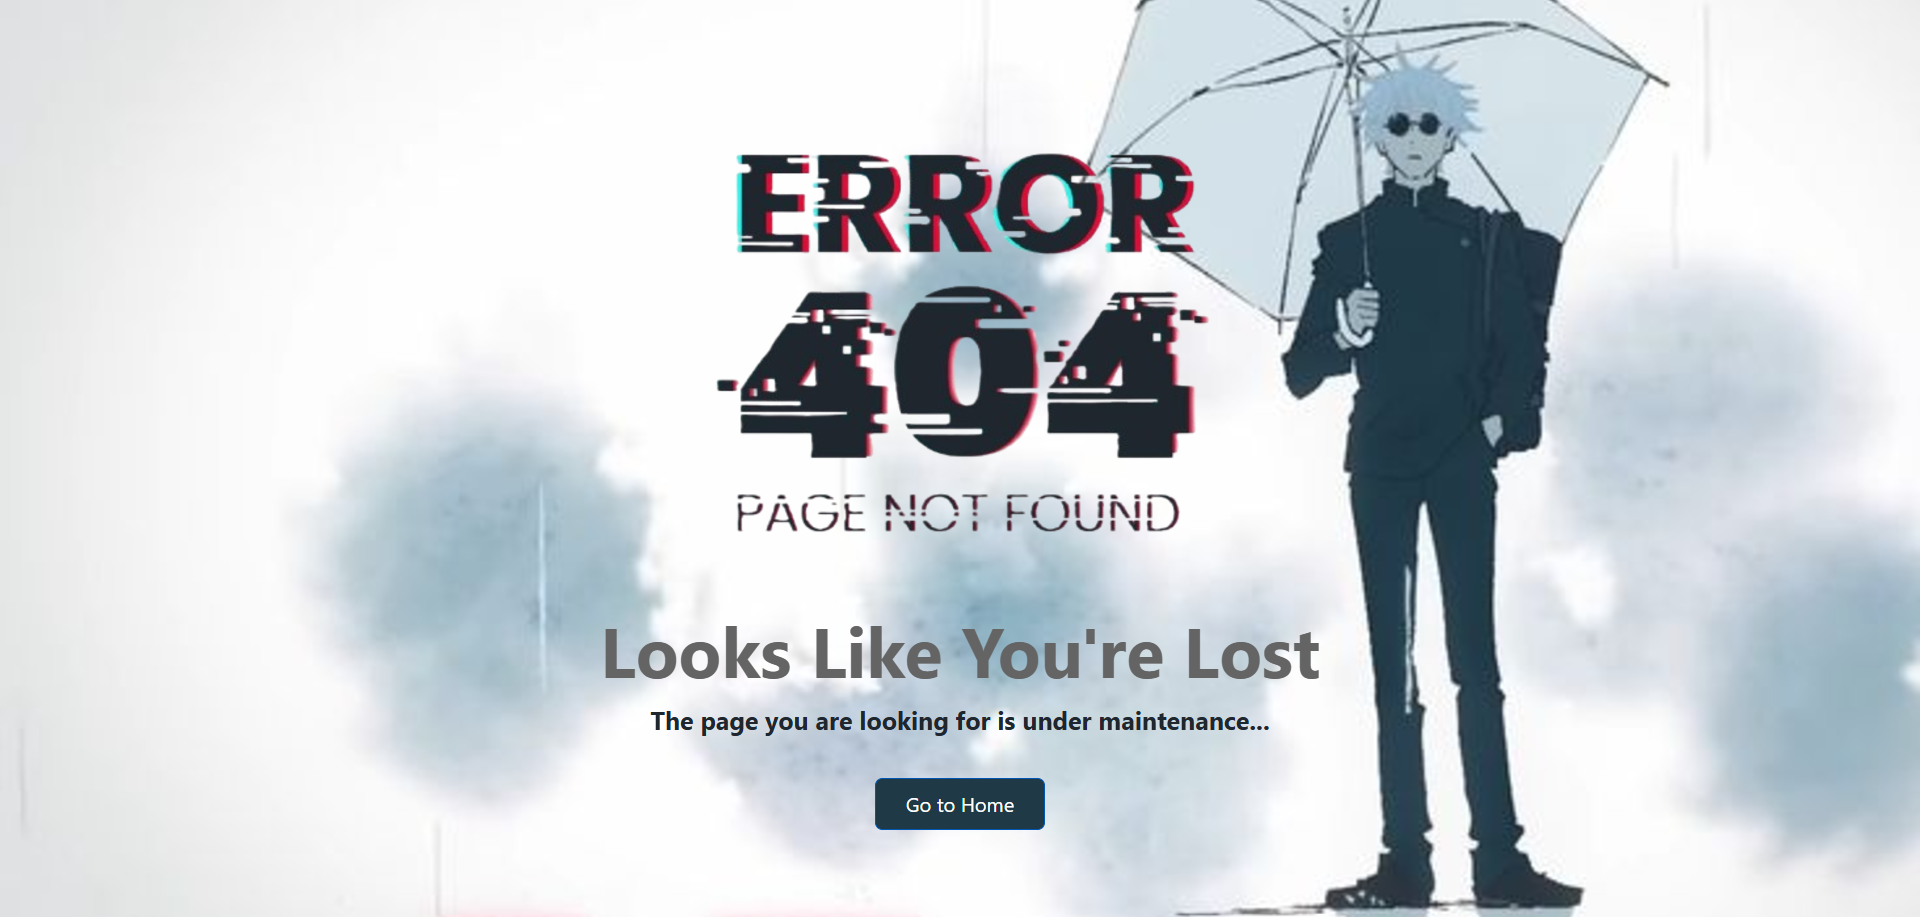 ERROR
404
PAGE NOT FOUND
Looks Like You're Lost
The page you are looking for is under maintenance...
Go to Home